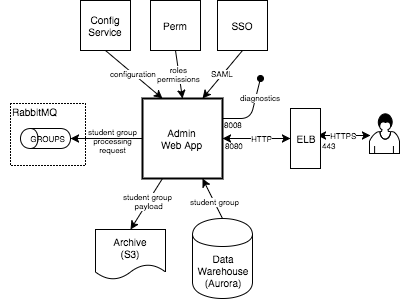 Config
Service
Perm
SSO
configuration
roles
permissions
SAML
diagnostics
RabbitMQ
GROUPS
student group
processing
request
Admin
Web App
8008
8080
HTTP
ELB
HTTPS
443
student group
payload
student group
Archive
(S3)
Data
Warehouse
(Aurora)